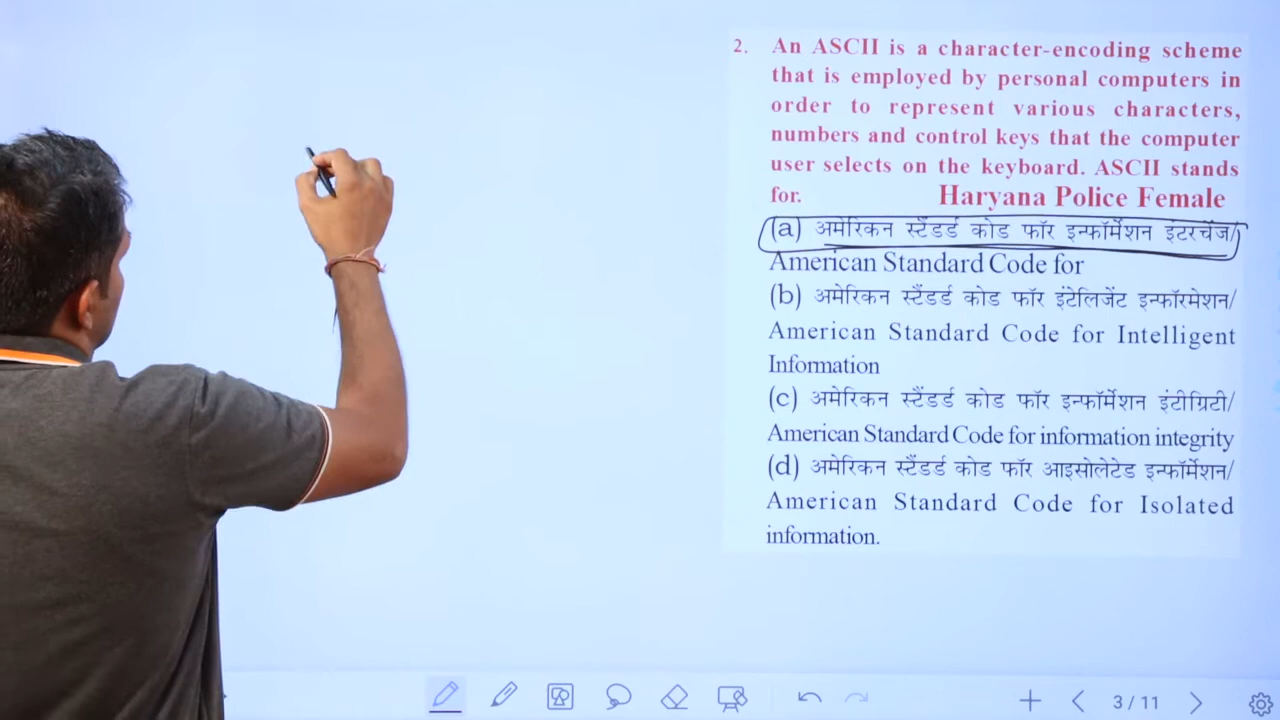 2. An ASCII is a character-encoding scheme
that is employed by personal computers in
order to represent various characters,
numbers and control keys that the computer
user selects on the keyboard. ASCII stands
for. Haryana Police Female
(a) अमेरिकन स्टैंडर्ड कोड फॉर इन्फॉर्मेशन इंटरचेंज/
American Standard Code for
(b) अमेरिकन स्टैंडर्ड कोड फॉर इंटेलिजेंट इन्फॉरमेशन/
American Standard Code for Intelligent
Information
(c) अमेरिकन स्टैंडर्ड कोड फॉर इन्फॉर्मेशन इंटीग्रिटी/
American Standard Code for information integrity
(d) अमेरिकन स्टैंडर्ड कोड फॉर आइसोलेटेड इन्फॉर्मेशन/
American Standard Code for Isolated
information.
3 / 11